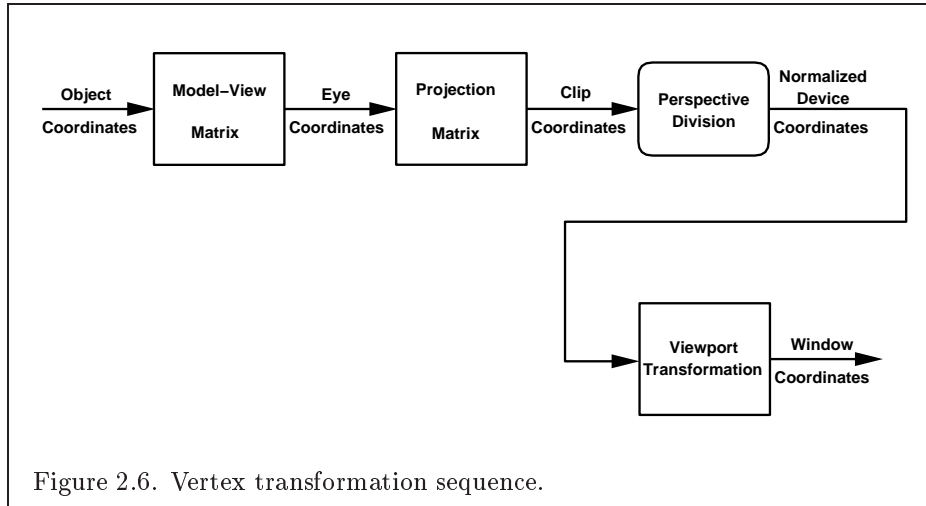 Object
Coordinates
Model–View
Matrix
Eye
Coordinates
Projection
Matrix
Clip
Coordinates
Perspective
Division
Normalized
Device
Coordinates
Viewport
Transformation
Window
Coordinates
Figure 2.6. Vertex transformation sequence.